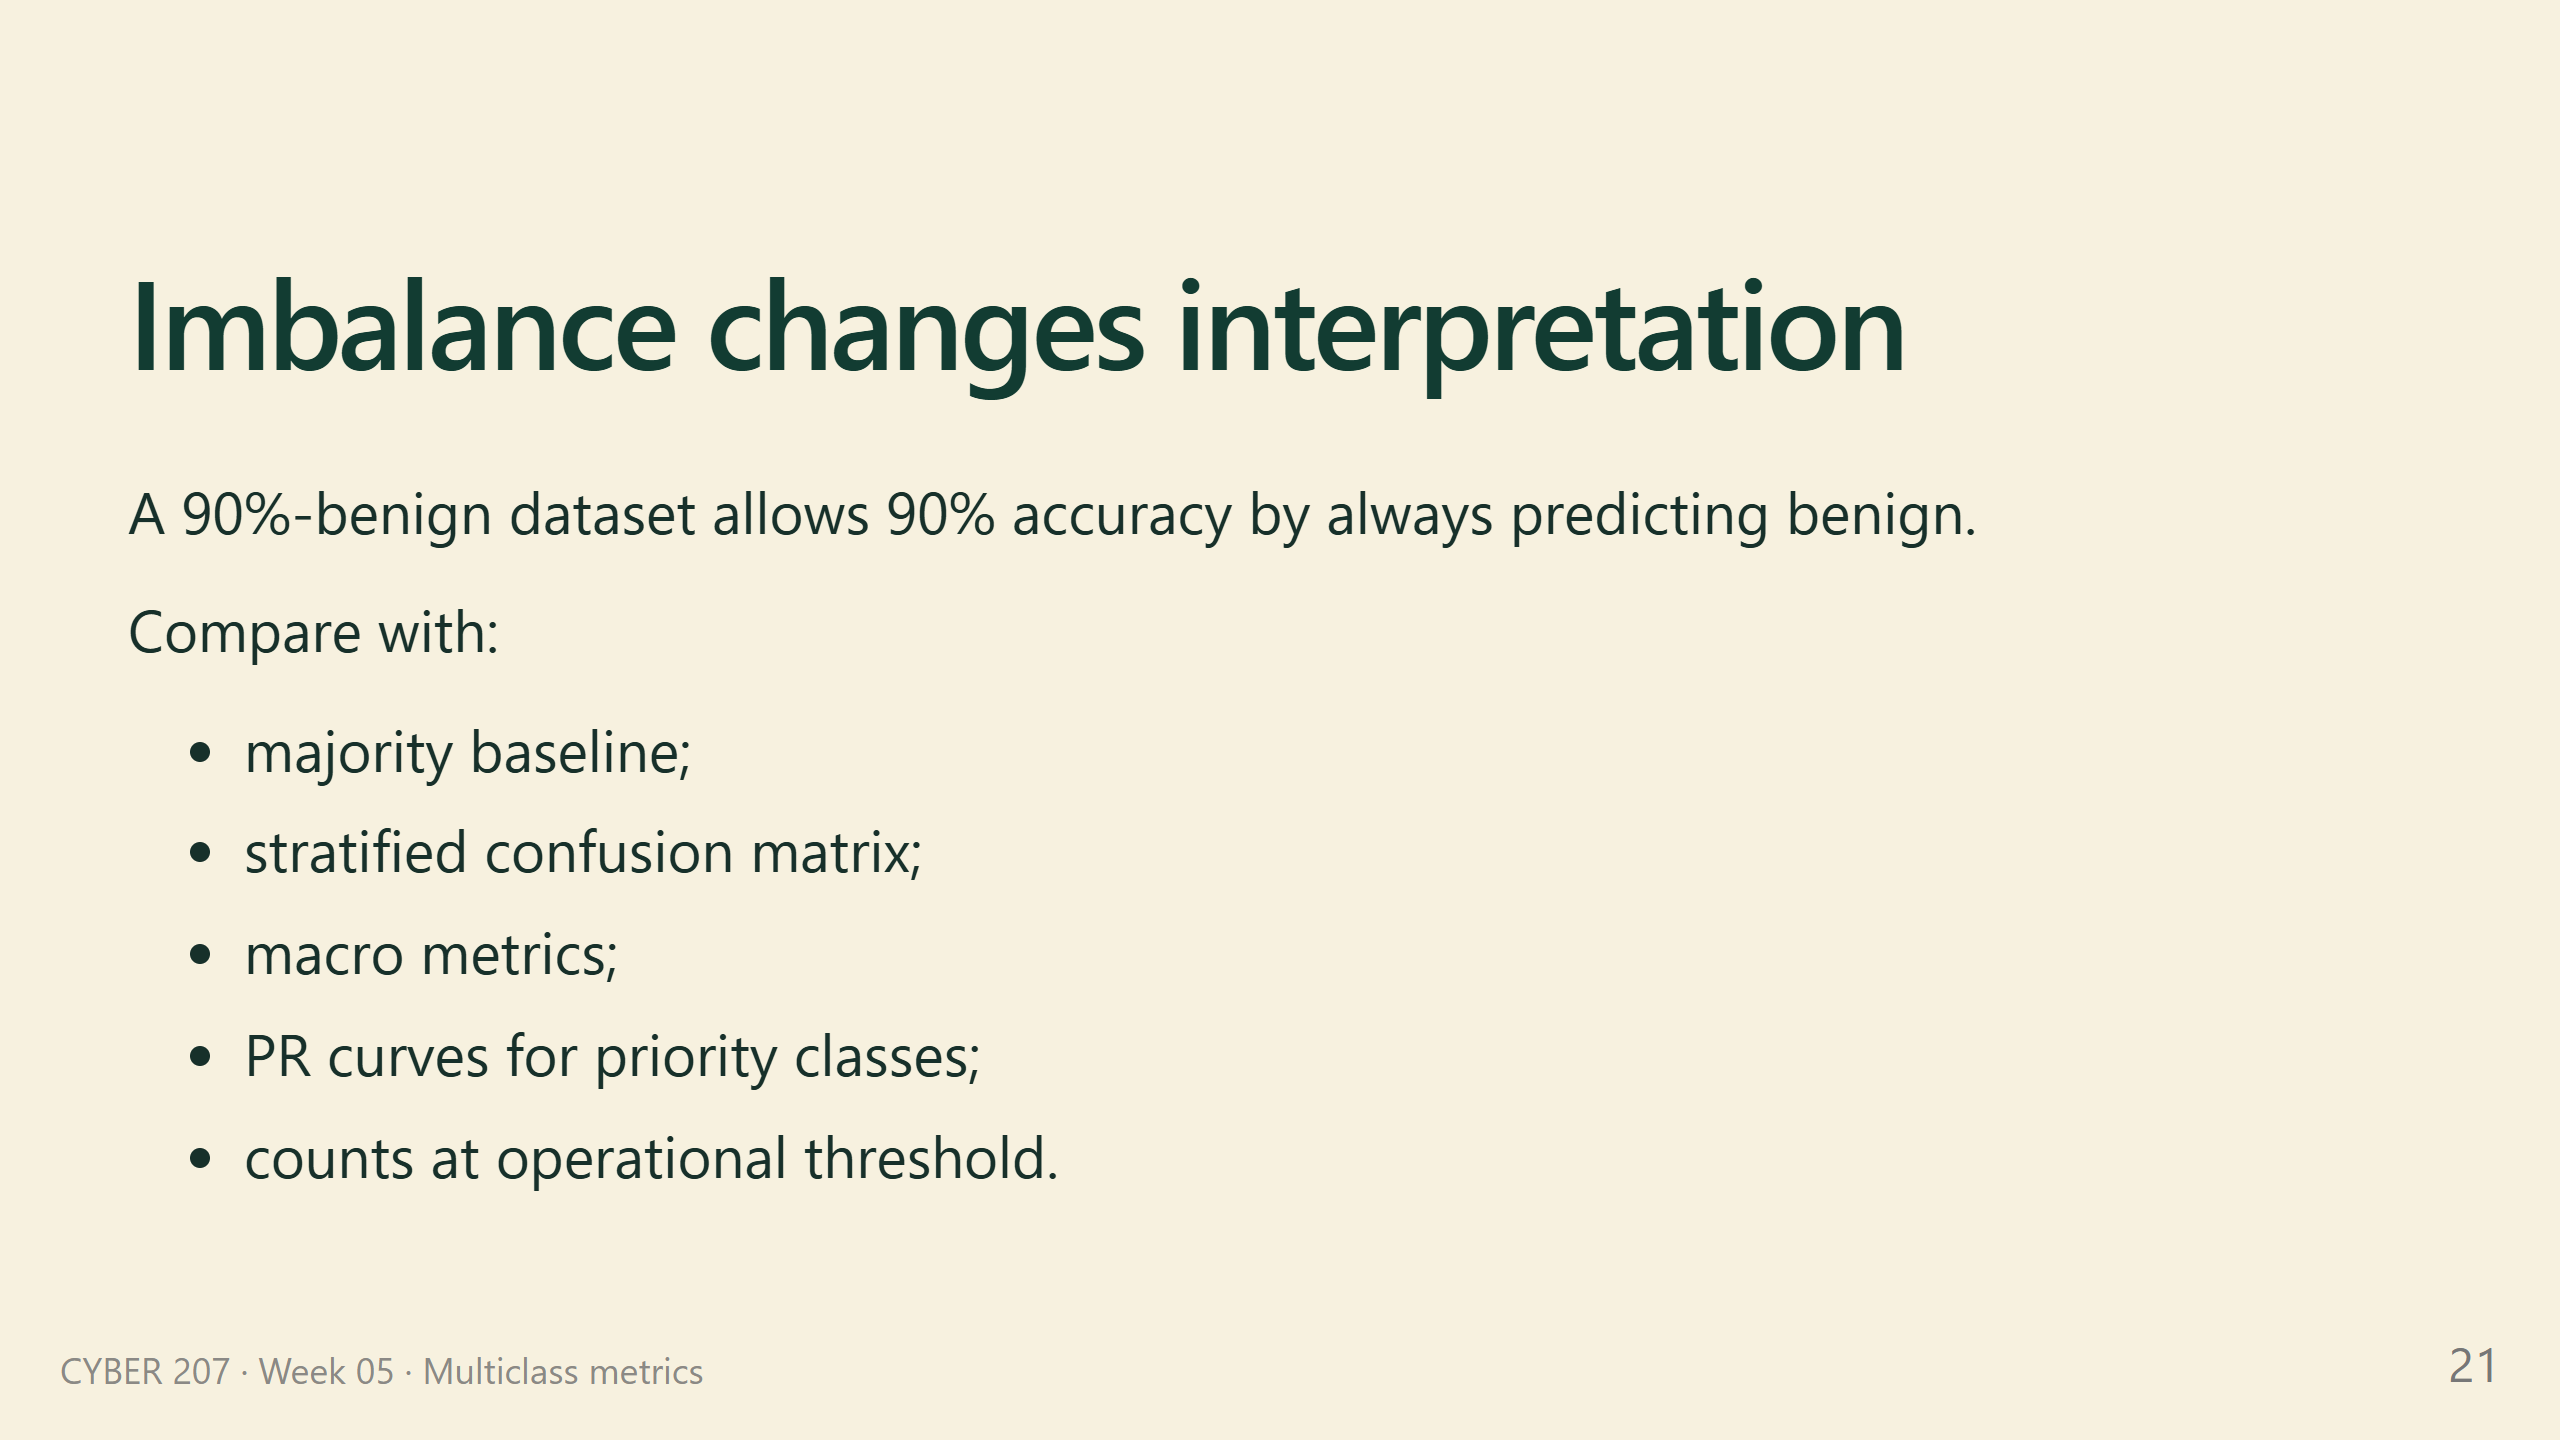 Imbalance changes interpretation
A 90%-benign dataset allows 90% accuracy by always predicting benign.
Compare with:
• majority baseline;
• stratified confusion matrix;
• macro metrics;
• PR curves for priority classes;
• counts at operational threshold.
CYBER 207 · Week 05 · Multiclass metrics
21